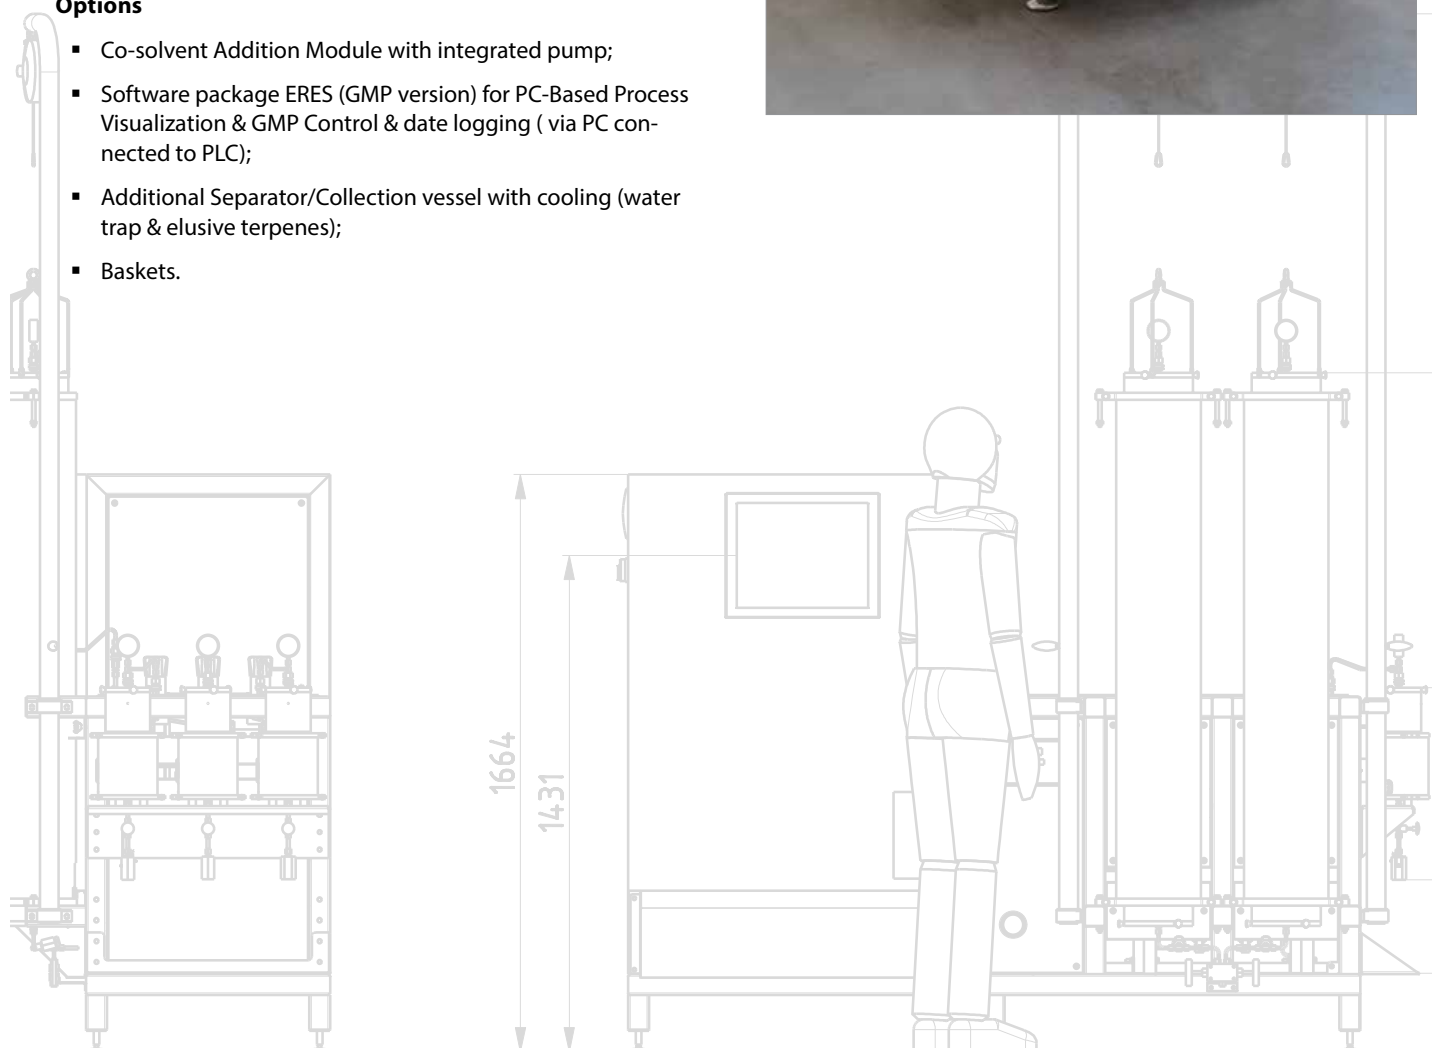 Options
▪ Co-solvent Addition Module with integrated pump;
▪ Software package ERES (GMP version) for PC-Based Process
Visualization & GMP Control & date logging ( via PC con-
nected to PLC);
▪ Additional Separator/Collection vessel with cooling (water
trap & elusive terpenes);
▪ Baskets.
1664
1431